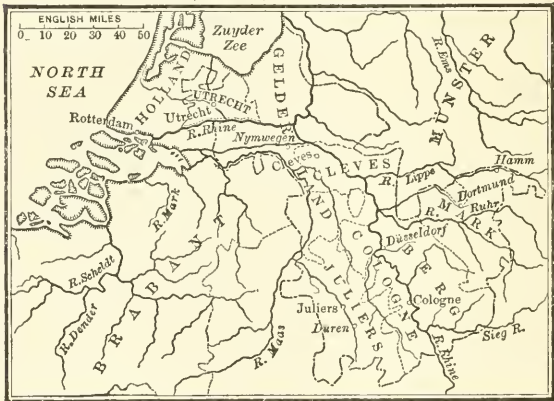 ENGLISH MILES
0 10 20 30 40 50
Zuyder
Zee
NORTH
SEA
HOLLAND
UTRECHT
Utrecht
GELDERLAND
R. Ems
MUNSTER
Rotterdam
R. Rhine
Nymwegen
Cleves
CLEVES
R. Lippe
Hamm
Dortmund
R. Ruhr
MARK
R. Mark
BRABANT
Düsseldorf
BERG
COLOGNE
Cologne
JULIERS
Juliers
Duren
R. Scheldt
R. Dender
R. Maas
R. Rhine
Sieg R.